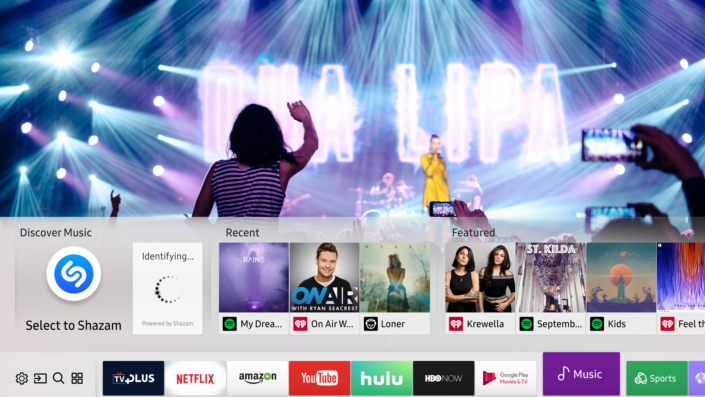 DUA LIPA
Discover Music
Recent
Featured
Identifying...
RAINE
ON AIR
WITH RYAN SEACREST
ST. KILDA
Select to Shazam
Powered by Shazam
My Drea...
On Air W...
Loner
Krewella
Septemb...
Kids
Feel th
TV PLUS
NETFLIX
amazon
YouTube
hulu
HBO NOW
Google Play
Movies & TV
Music
Sports